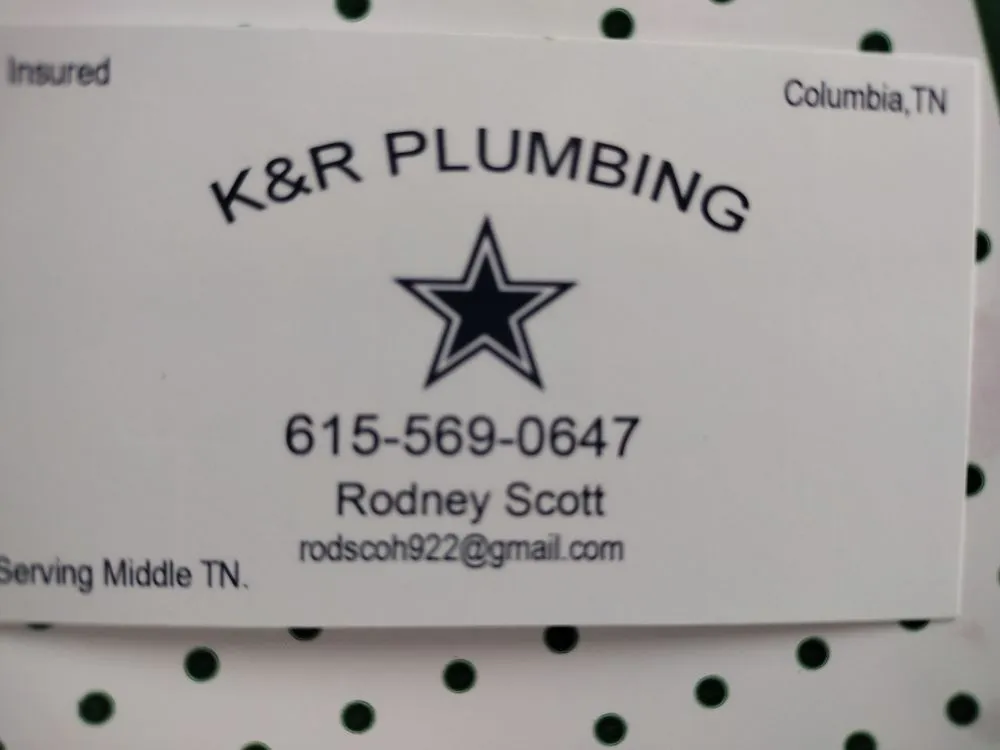 Insured
Columbia,TN
K&R PLUMBING
615-569-0647
Rodney Scott
rodscoh922@gmail.com
Serving Middle TN.